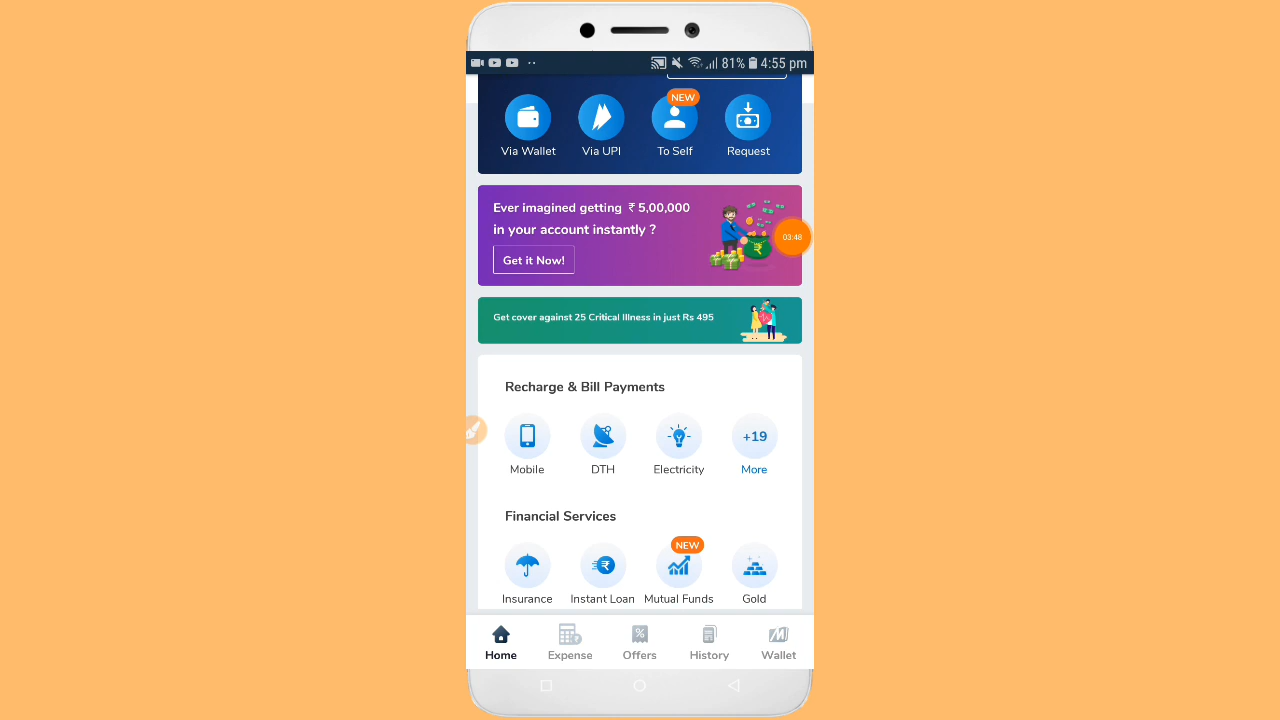 81% 4:55 pm
NEW
Via Wallet Via UPI To Self Request
Ever imagined getting ₹ 5,00,000
in your account instantly ?
03:48
Get it Now!
Get cover against 25 Critical Illness in just Rs 495
Recharge & Bill Payments
+19
Mobile DTH Electricity More
Financial Services
NEW
Insurance Instant Loan Mutual Funds Gold
Home Expense Offers History Wallet